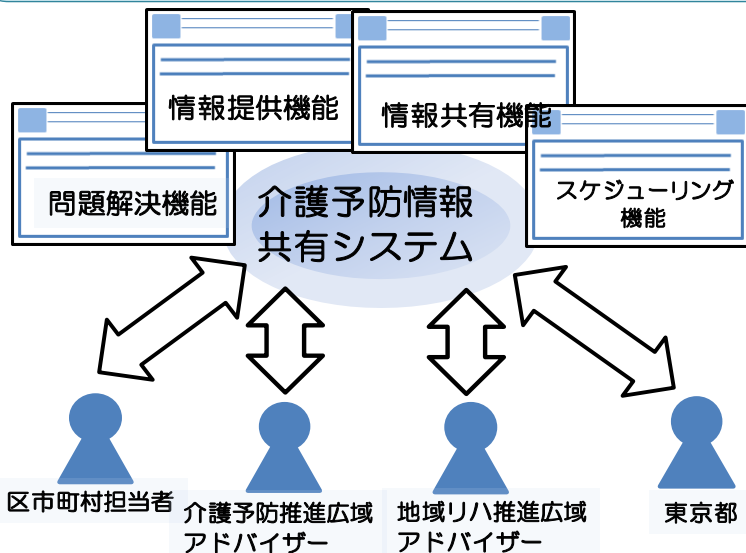 情報提供機能
情報共有機能
問題解決機能
スケジューリング
機能
介護予防情報
共有システム
区市町村担当者
介護予防推進広域
アドバイザー
地域リハ推進広域
アドバイザー
東京都